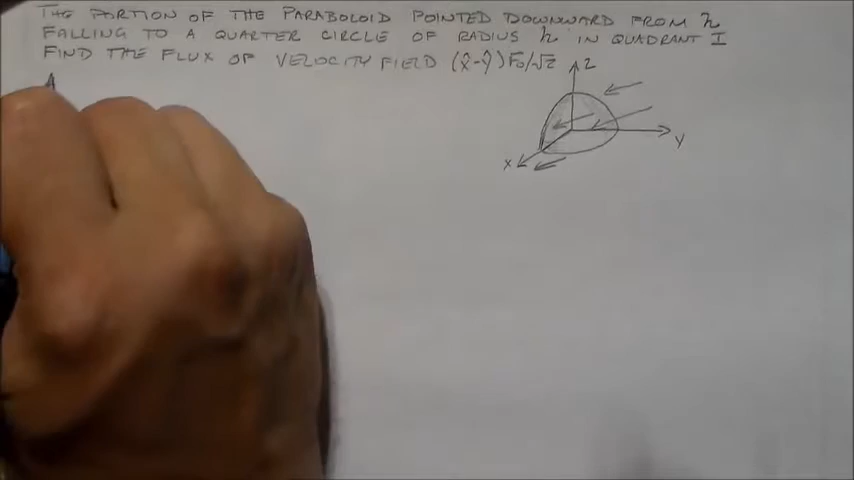 THE PORTION OF THE PARABOLOID POINTED DOWNWARD FROM h
FALLING TO A QUARTER CIRCLE OF RADIUS h IN QUADRANT I
FIND THE FLUX OF VELOCITY FIELD (x̂-ŷ)F₀/√2
z
y
x